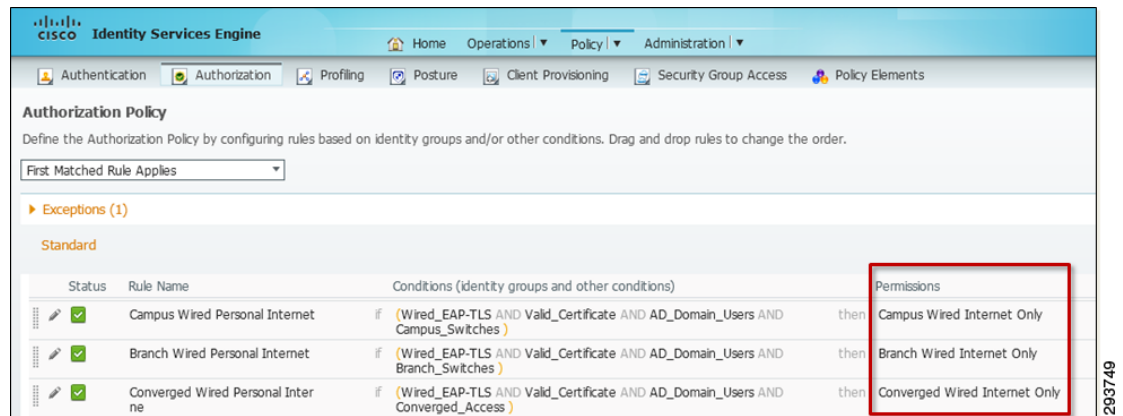 CISCO Identity Services Engine
Home Operations Policy Administration
Authentication Authorization Profiling Posture Client Provisioning Security Group Access Policy Elements
Authorization Policy
Define the Authorization Policy by configuring rules based on identity groups and/or other conditions. Drag and drop rules to change the order.
First Matched Rule Applies
Exceptions (1)
Standard
Status Rule Name Conditions (identity groups and other conditions) Permissions
Campus Wired Personal Internet if (Wired_EAP-TLS AND Valid_Certificate AND AD_Domain_Users AND then Campus Wired Internet Only
Campus_Switches )
Branch Wired Personal Internet if (Wired_EAP-TLS AND Valid_Certificate AND AD_Domain_Users AND then Branch Wired Internet Only
Branch_Switches )
Converged Wired Personal Inter if (Wired_EAP-TLS AND Valid_Certificate AND AD_Domain_Users AND then Converged Wired Internet Only
ne Converged_Access )
293749